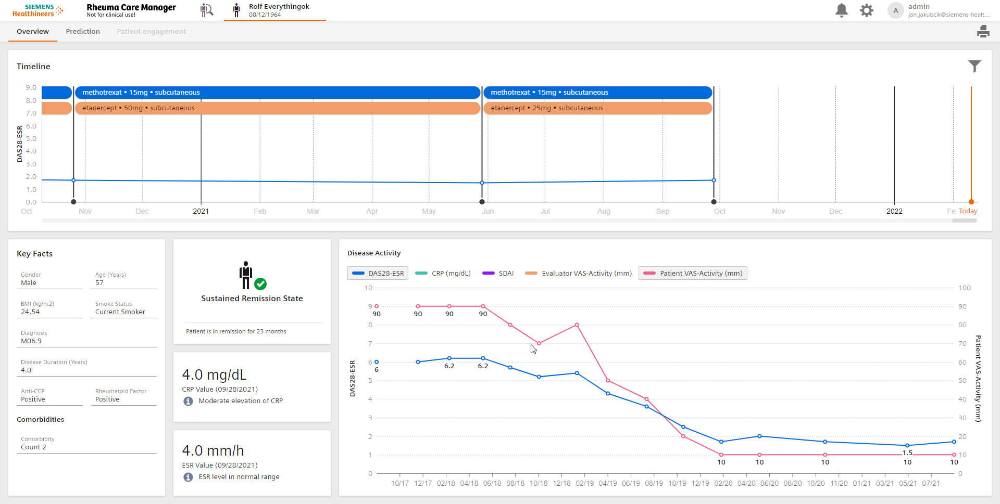 SIEMENS
Healthineers
Rheuma Care Manager
Not for clinical use!
Rolf Everythingok
08/12/1964
A
admin
jan.jakubcik@siemens-healt...
Overview
Prediction
Patient engagement
Timeline
DAS28-ESR
9.0
8.0
7.0
6.0
5.0
4.0
3.0
2.0
1.0
0.0
methotrexat • 15mg • subcutaneous
methotrexat • 15mg • subcutaneous
etanercept • 50mg • subcutaneous
etanercept • 25mg • subcutaneous
Oct Nov Dec 2021 Feb Mar Apr May Jun Jul Aug Sep Oct Nov Dec 2022 Fe Today
Key Facts
Gender
Male
Age (Years)
57
BMI (kg/m2)
24.54
Smoke Status
Current Smoker
Diagnosis
M06.9
Disease Duration (Years)
4.0
Anti-CCP
Positive
Rheumatoid Factor
Positive
Comorbidities
Comorbidity
Count 2
Sustained Remission State
Patient is in remission for 23 months
4.0 mg/dL
CRP Value (09/28/2021)
Moderate elevation of CRP
4.0 mm/h
ESR Value (09/28/2021)
ESR level in normal range
Disease Activity
DAS28-ESR
CRP (mg/dL)
SDAI
Evaluator VAS-Activity (mm)
Patient VAS-Activity (mm)
DAS28-ESR
10
9
8
7
6
5
4
3
2
1
0
90 90 90 90
6 6.2 6.2
1.5
10 10 10 10 10
100
90
80
70
60
50
40
30
20
10
0
Patient VAS-Activity (mm)
10/17 12/17 02/18 04/18 06/18 08/18 10/18 12/18 02/19 04/19 06/19 08/19 10/19 12/19 02/20 04/20 06/20 08/20 10/20 11/20 01/21 03/21 05/21 07/21